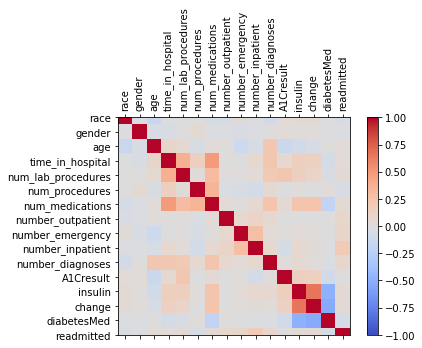 race
gender
age
time_in_hospital
num_lab_procedures
num_procedures
num_medications
number_outpatient
number_emergency
number_inpatient
number_diagnoses
A1Cresult
insulin
change
diabetesMed
readmitted
race
gender
age
time_in_hospital
num_lab_procedures
num_procedures
num_medications
number_outpatient
number_emergency
number_inpatient
number_diagnoses
A1Cresult
insulin
change
diabetesMed
readmitted
1.00
0.75
0.50
0.25
0.00
−0.25
−0.50
−0.75
−1.00